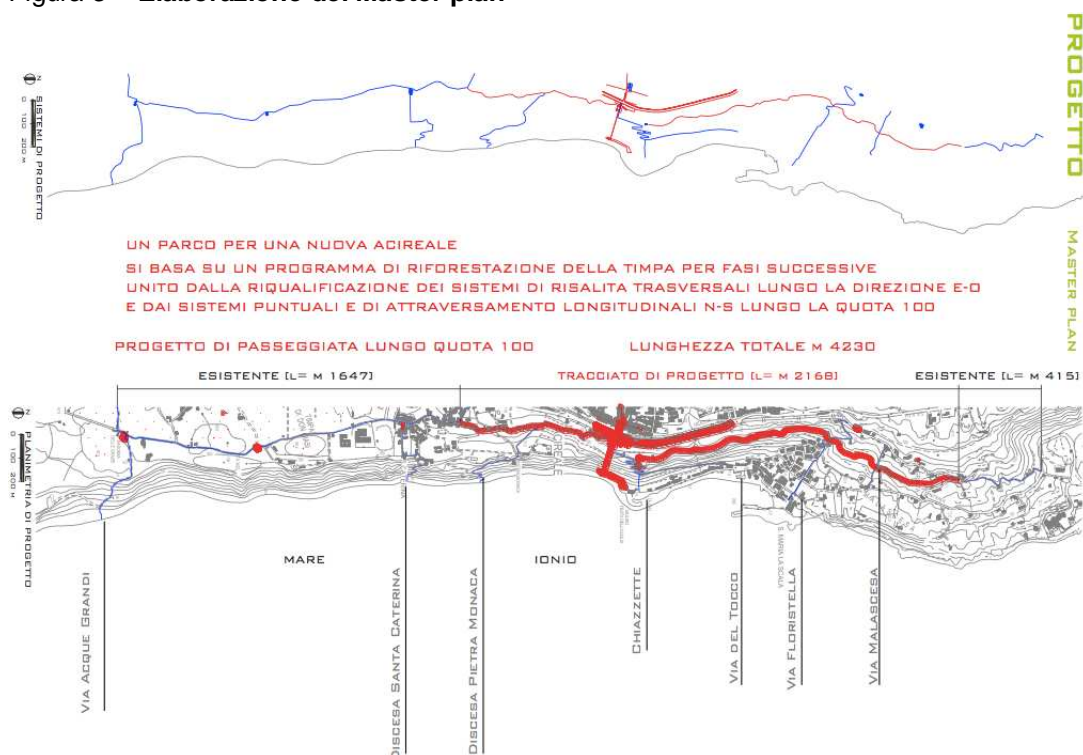 Figura 3 – Elaborazione del Master plan
PROGETTO
MASTER PLAN
N
0 100 200 M
SISTEMI DI PROGETTO
UN PARCO PER UNA NUOVA ACIREALE
SI BASA SU UN PROGRAMMA DI RIFORESTAZIONE DELLA TIMPA PER FASI SUCCESSIVE
UNITO DALLA RIQUALIFICAZIONE DEI SISTEMI DI RISALITA TRASVERSALI LUNGO LA DIREZIONE E-O
E DAI SISTEMI PUNTUALI E DI ATTRAVERSAMENTO LONGITUDINALI N-S LUNGO LA QUOTA 100
PROGETTO DI PASSEGGIATA LUNGO QUOTA 100
LUNGHEZZA TOTALE M 4230
ESISTENTE [L= M 1647]
TRACCIATO DI PROGETTO [L= M 2168]
ESISTENTE [L= M 415]
N
0 100 200 M
PLANIMETRIA DI PROGETTO
MARE
IONIO
S. MARIA LA SCALA
VIA ACQUE GRANDI
DISCESA SANTA CATERINA
DISCESA PIETRA MONACA
CHIAZZETTE
VIA DEL TOCCO
VIA FLORISTELLA
VIA MALASCESA